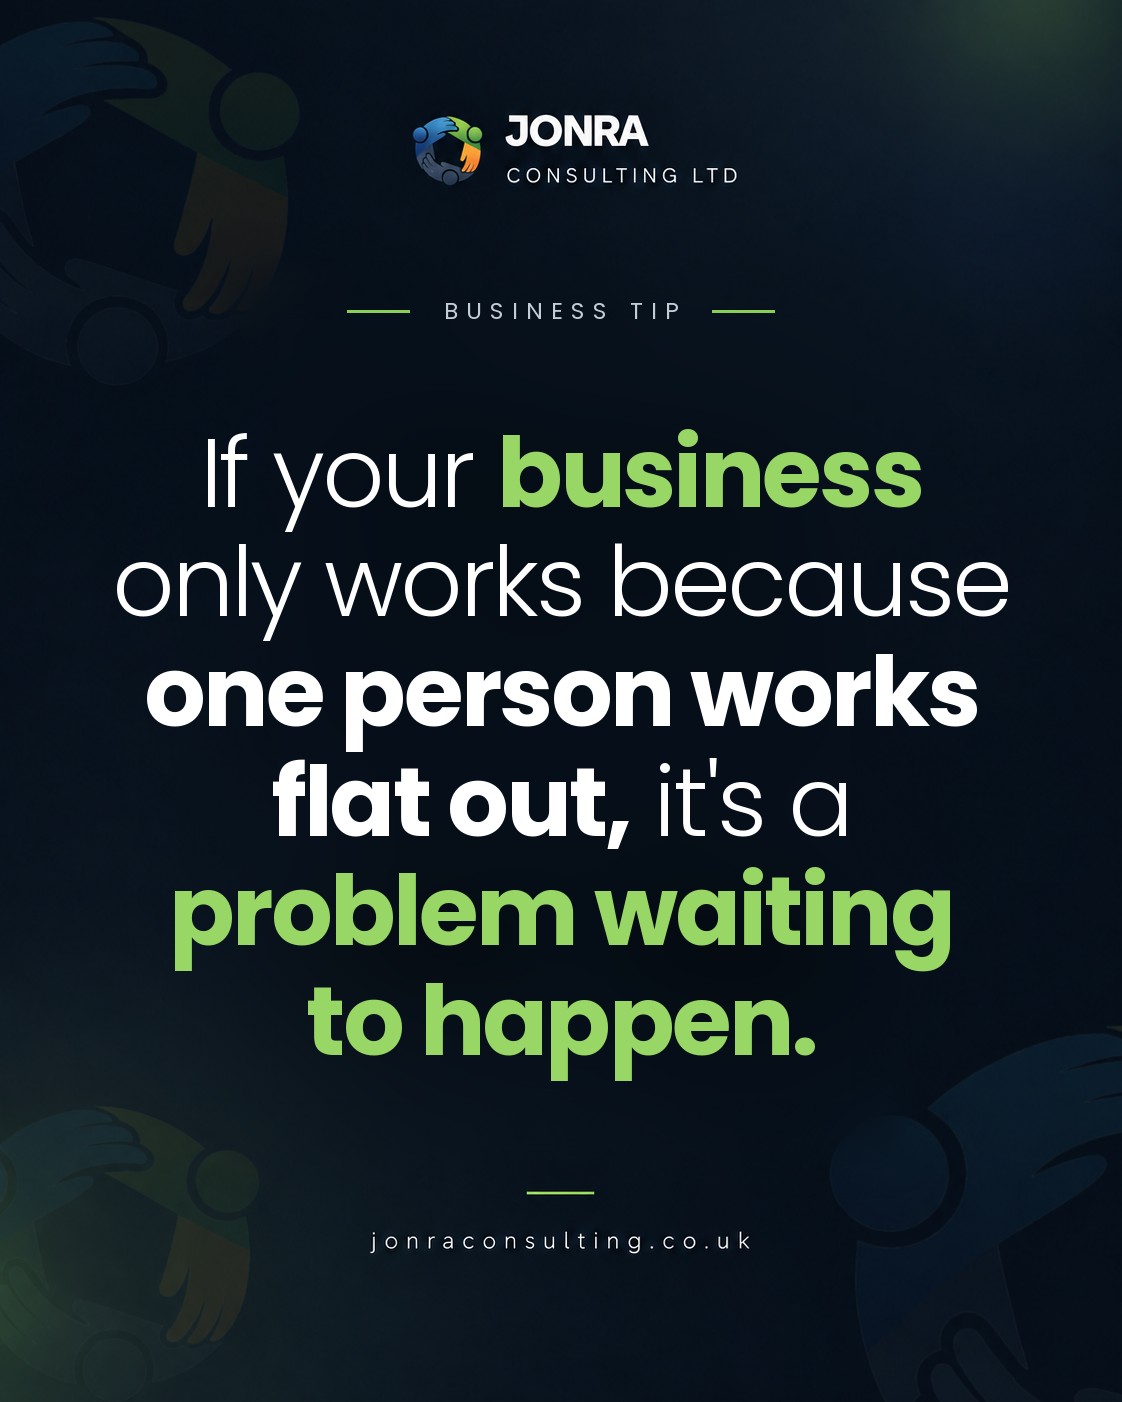 JONRA
CONSULTING LTD
BUSINESS TIP
If your business
only works because
one person works
flat out, it's a
problem waiting
to happen.
jonraconsulting.co.uk